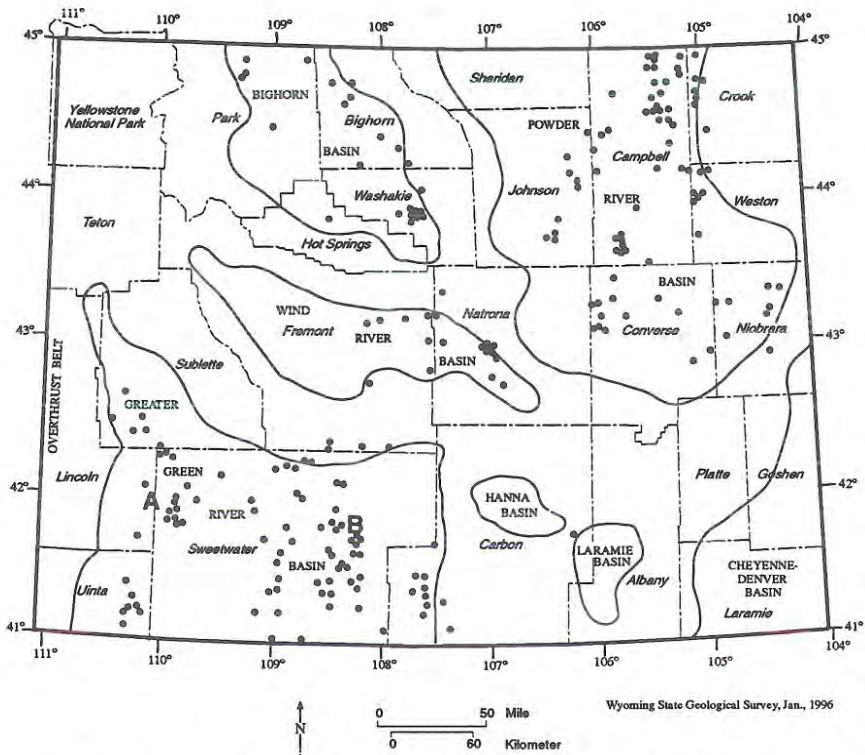 110° 109° 108° 107° 106° 105° 104°
45° 45°
Sheridan
Yellowstone
National Park
Park
BIGHORN
Bighorn
BASIN
POWDER
Crook
Campbell
44° 44°
Teton
Washakie
Hot Springs
Johnson
RIVER
Weston
43° 43°
OVERTHRUST BELT
Sublette
WIND
Fremont
RIVER
BASIN
Natrona
BASIN
Converse
Niobrara
GREATER
42° 42°
Lincoln
GREEN
A
RIVER
Sweetwater
B
BASIN
HANNA
BASIN
Carbon
Platte
Goshen
Uinta
LARAMIE
BASIN
Albany
CHEYENNE-
DENVER
BASIN
Laramie
41° 41°
111° 110° 109° 108° 107° 106° 105° 104°
N
0 50 Mile
0 60 Kilometer
Wyoming State Geological Survey, Jan., 1996